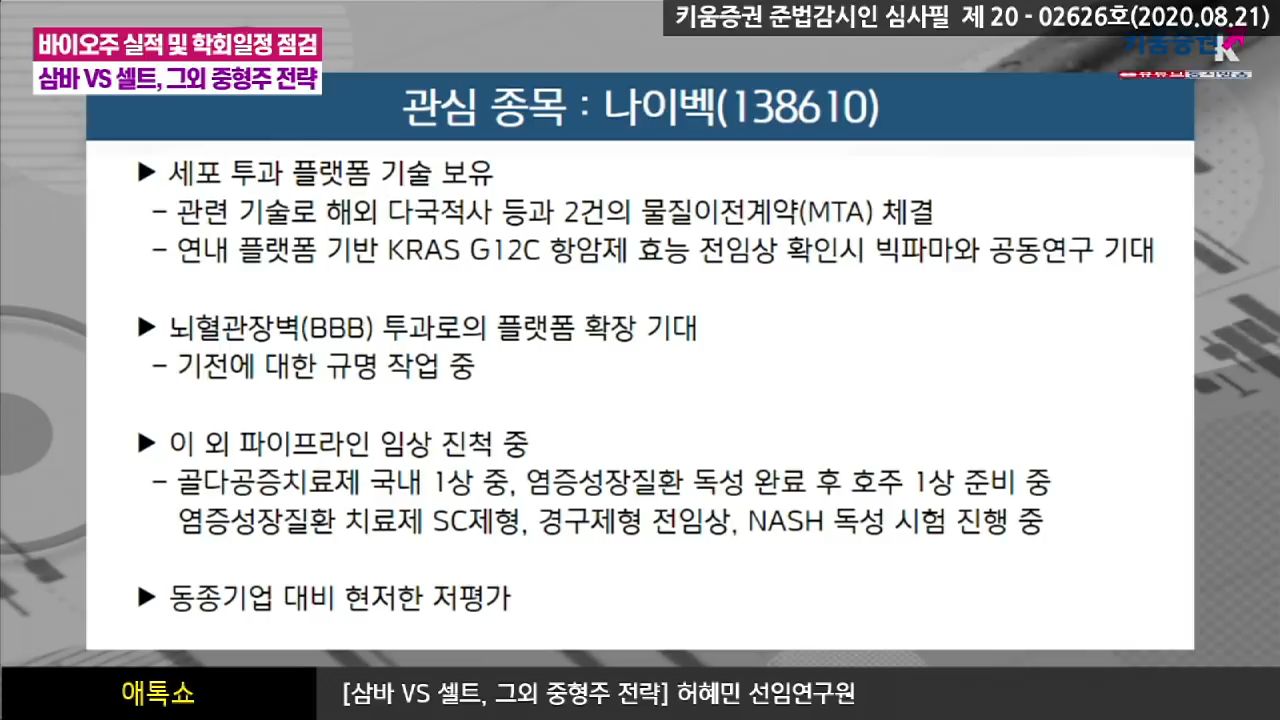 키움증권 준법감시인 심사필 제 20 - 02626호(2020.08.21)
바이오주 실적 및 학회일정 점검
삼바 VS 셀트, 그외 중형주 전략
키움증권
관심 종목 : 나이벡(138610)
▶ 세포 투과 플랫폼 기술 보유
– 관련 기술로 해외 다국적사 등과 2건의 물질이전계약(MTA) 체결
– 연내 플랫폼 기반 KRAS G12C 항암제 효능 전임상 확인시 빅파마와 공동연구 기대
▶ 뇌혈관장벽(BBB) 투과로의 플랫폼 확장 기대
– 기전에 대한 규명 작업 중
▶ 이 외 파이프라인 임상 진척 중
– 골다공증치료제 국내 1상 중, 염증성장질환 독성 완료 후 호주 1상 준비 중
염증성장질환 치료제 SC제형, 경구제형 전임상, NASH 독성 시험 진행 중
▶ 동종기업 대비 현저한 저평가
애톡쇼
[삼바 VS 셀트, 그외 중형주 전략] 허혜민 선임연구원